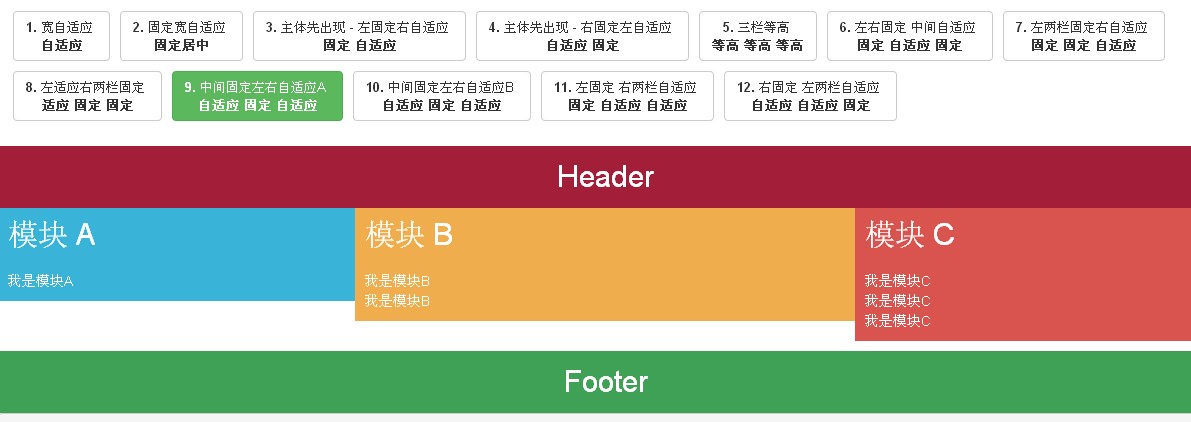 1. 宽自适应
自适应
2. 固定宽自适应
固定居中
3. 主体先出现 - 左固定右自适应
固定 自适应
4. 主体先出现 - 右固定左自适应
自适应 固定
5. 三栏等高
等高 等高 等高
6. 左右固定 中间自适应
固定 自适应 固定
7. 左两栏固定右自适应
固定 固定 自适应
8. 左适应右两栏固定
适应 固定 固定
9. 中间固定左右自适应A
自适应 固定 自适应
10. 中间固定左右自适应B
自适应 固定 自适应
11. 左固定 右两栏自适应
固定 自适应 自适应
12. 右固定 左两栏自适应
自适应 自适应 固定
Header
模块 A
我是模块A
模块 B
我是模块B
我是模块B
模块 C
我是模块C
我是模块C
我是模块C
Footer